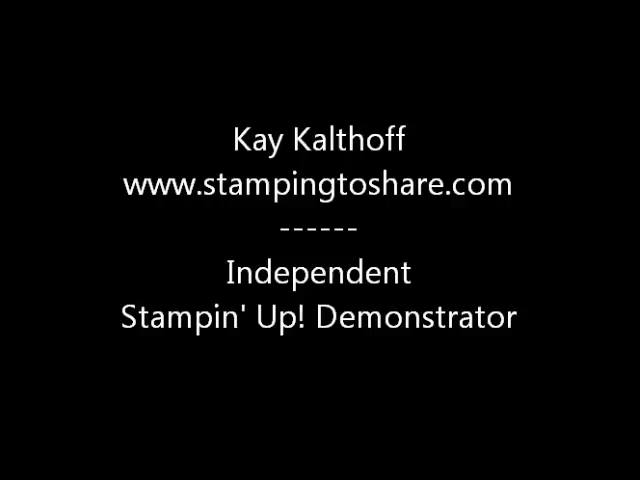 Kay Kalthoff
www.stampingtoshare.com
------
Independent
Stampin' Up! Demonstrator